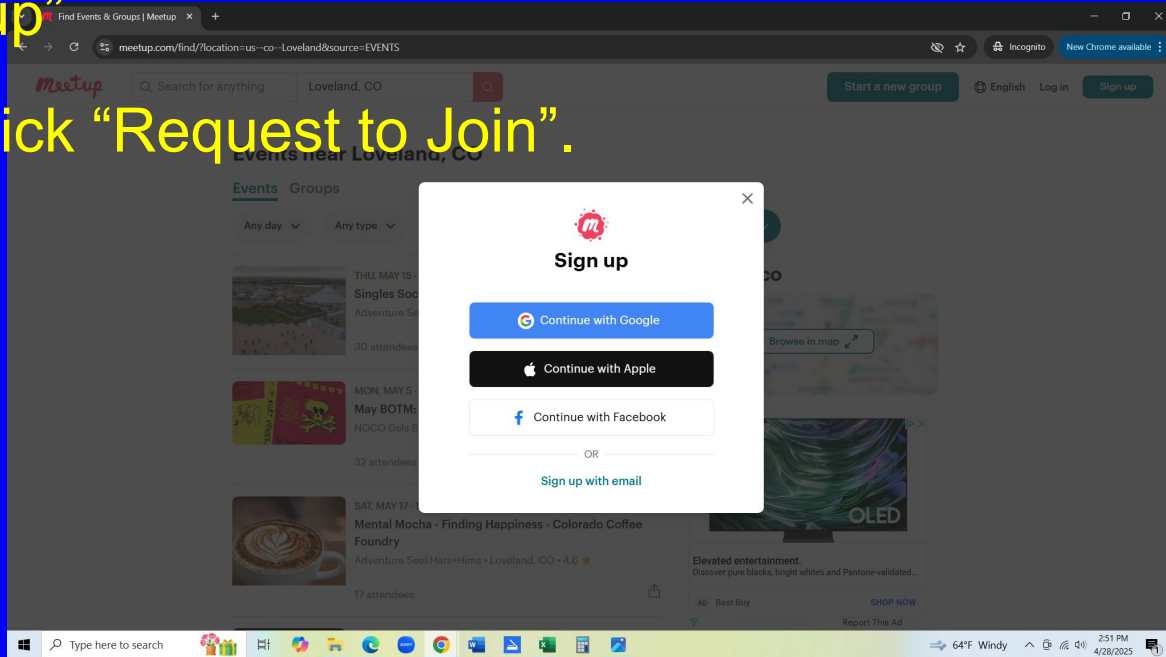 up”
Find Events & Groups | Meetup
meetup.com/find/?location=us--co--Loveland&source=EVENTS
Incognito
New Chrome available
Meetup
Search for anything
Loveland, CO
Start a new group
English
Log in
Sign up
ick “Request to Join”.
Events near Loveland, CO
Events Groups
Any day
Any type
Sign up
Continue with Google
Continue with Apple
Continue with Facebook
OR
Sign up with email
THU, MAY 15 ·
Singles Soc
Adventure Se
30 attendees
MON, MAY 5 ·
May BOTM:
NOCO Gals B
32 attendees
SAT, MAY 17 · 1
Mental Mocha - Finding Happiness - Colorado Coffee
Foundry
Adventure SeekHers+Hims • Loveland, CO • 4.6
17 attendees
co
Browse in map
OLED
Elevated entertainment.
Discover pure blacks, bright whites and Pantone-validated...
AD Best Buy
SHOP NOW
Report This Ad
Type here to search
zoom
64°F Windy
2:51 PM
4/28/2025